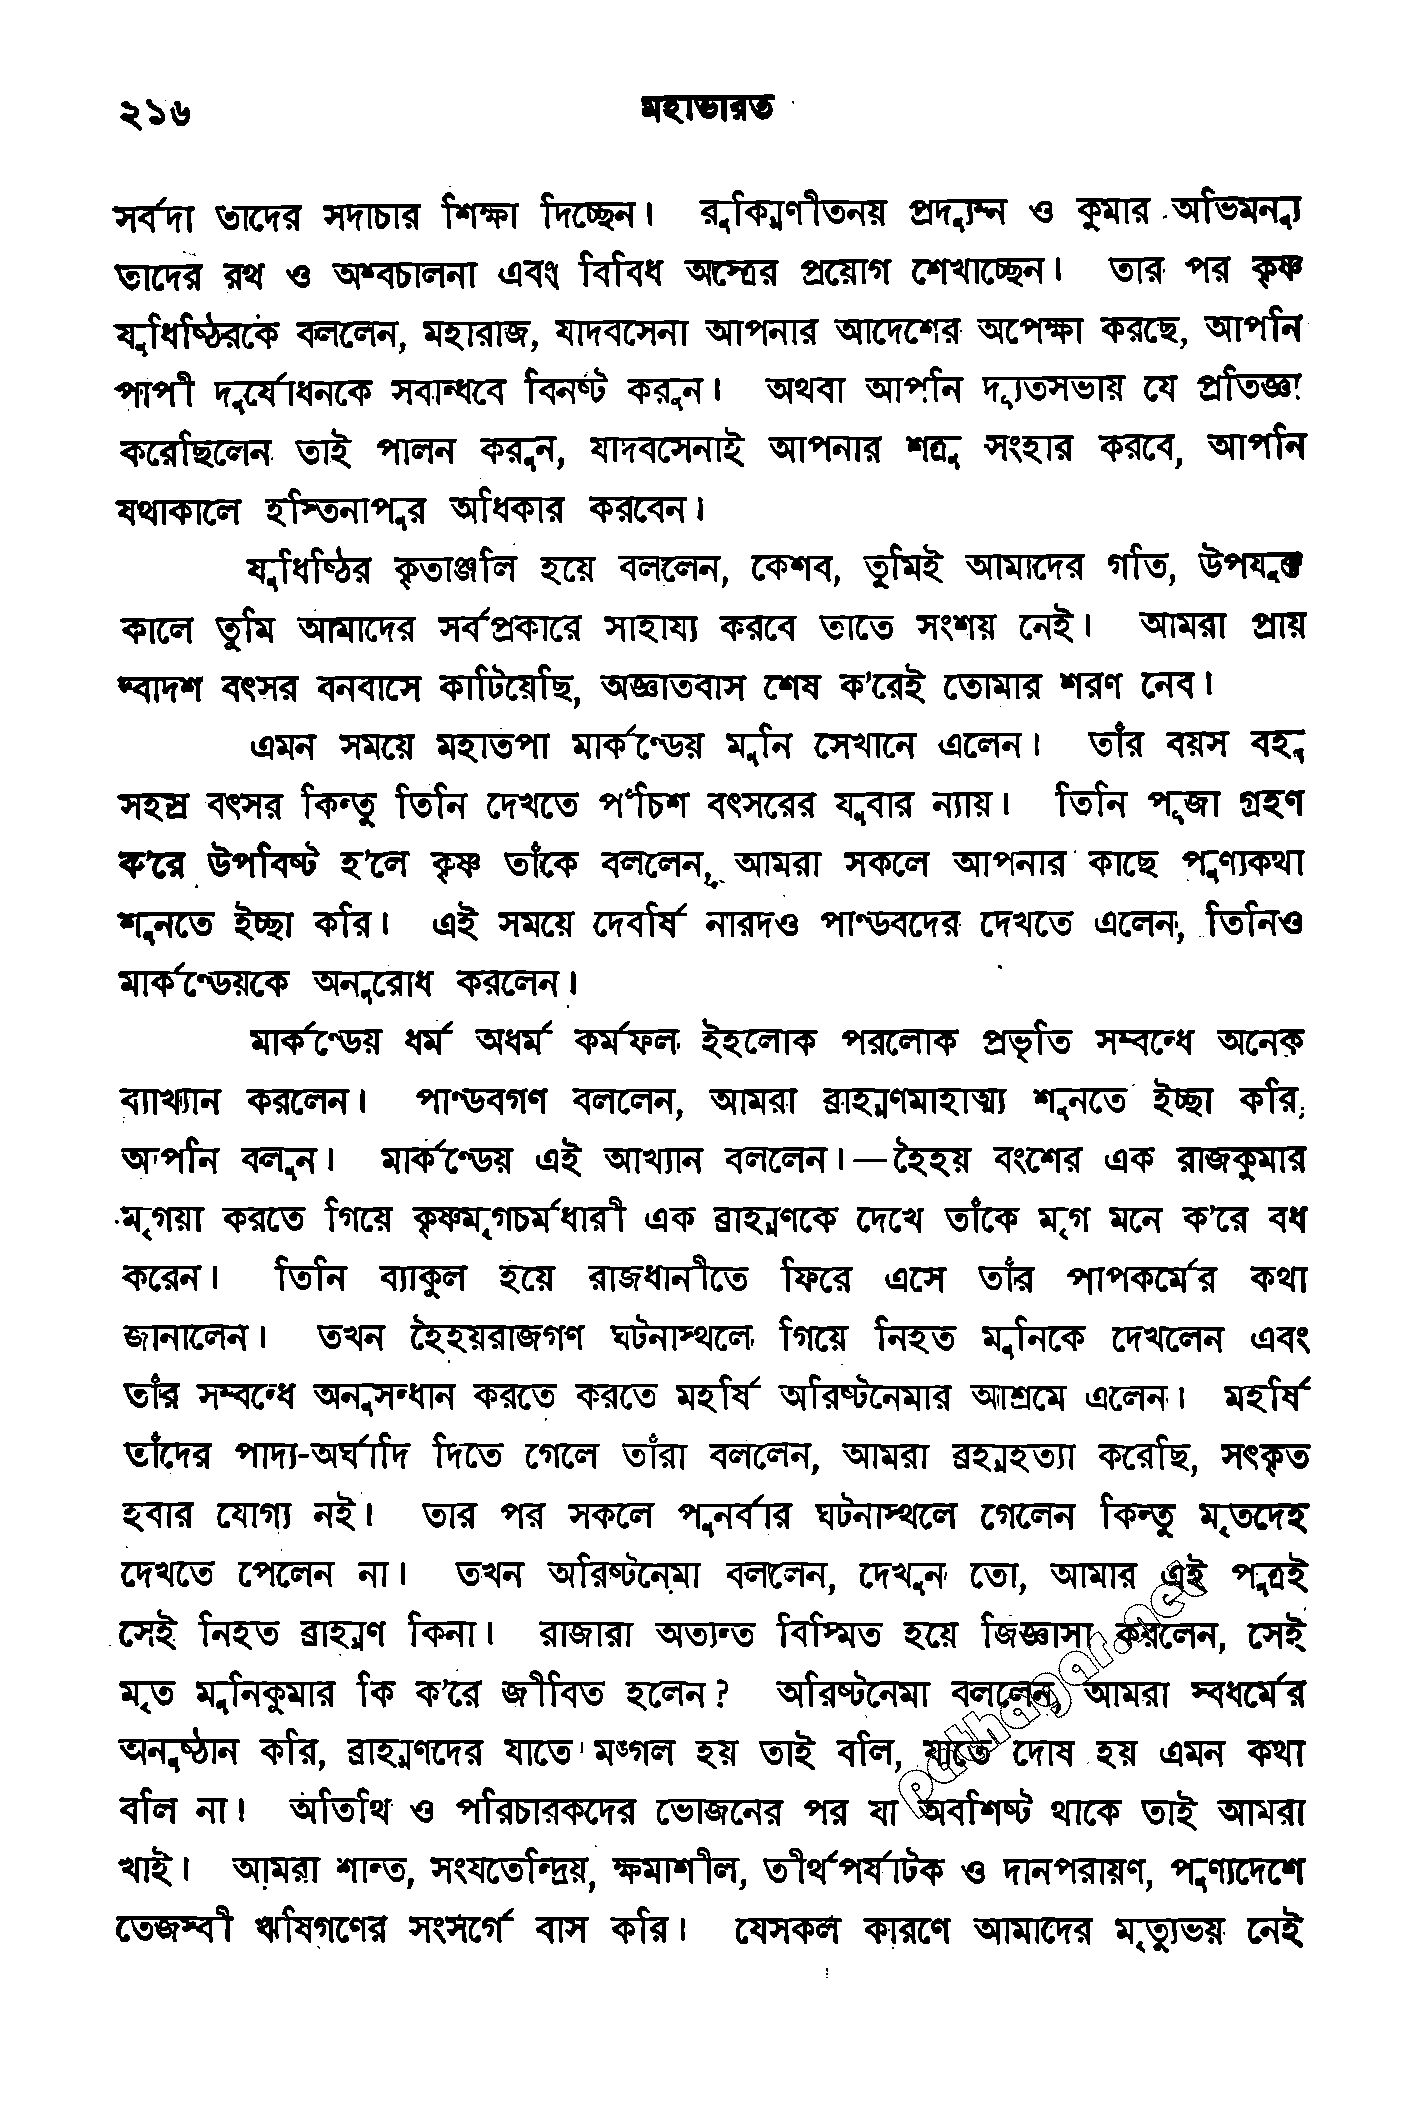 ২১৬ মহাভারত
সর্বদা তাদের সদাচার শিক্ষা দিচ্ছেন। রুক্মিণীতনয় প্রদ্যুম্ন ও কুমার অভিমন্যু
তাদের রথ ও অশ্বচালনা এবং বিবিধ অস্ত্রের প্রয়োগ শেখাচ্ছেন। তার পর কৃষ্ণ
যুধিষ্ঠিরকে বললেন, মহারাজ, যাদবসেনা আপনার আদেশের অপেক্ষা করছে, আপনি
পাপী দুর্যোধনকে সবান্ধবে বিনষ্ট করুন। অথবা আপনি দ্যূতসভায় যে প্রতিজ্ঞা
করেছিলেন তাই পালন করুন, যাদবসেনাই আপনার শত্রু সংহার করবে, আপনি
যথাকালে হস্তিনাপুর অধিকার করবেন।
যুধিষ্ঠির কৃতাঞ্জলি হয়ে বললেন, কেশব, তুমিই আমাদের গতি, উপযুক্ত
কালে তুমি আমাদের সর্বপ্রকারে সাহায্য করবে তাতে সংশয় নেই। আমরা প্রায়
দ্বাদশ বৎসর বনবাসে কাটিয়েছি, অজ্ঞাতবাস শেষ ক’রেই তোমার শরণ নেব।
এমন সময়ে মহাতপা মার্কণ্ডেয় মুনি সেখানে এলেন। তাঁর বয়স বহু
সহস্র বৎসর কিন্তু তিনি দেখতে পঁচিশ বৎসরের যুবার ন্যায়। তিনি পূজা গ্রহণ
ক’রে উপবিষ্ট হ’লে কৃষ্ণ তাঁকে বললেন, আমরা সকলে আপনার কাছে পুণ্যকথা
শুনতে ইচ্ছা করি। এই সময়ে দেবর্ষি নারদও পাণ্ডবদের দেখতে এলেন, তিনিও
মার্কণ্ডেয়কে অনুরোধ করলেন।
মার্কণ্ডেয় ধর্ম অধর্ম কর্মফল ইহলোক পরলোক প্রভৃতি সম্বন্ধে অনেক
ব্যাখ্যান করলেন। পাণ্ডবগণ বললেন, আমরা ব্রাহ্মণমাহাত্ম্য শুনতে ইচ্ছা করি,
আপনি বলুন। মার্কণ্ডেয় এই আখ্যান বললেন।—হৈহয় বংশের এক রাজকুমার
মৃগয়া করতে গিয়ে কৃষ্ণমৃগচর্মধারী এক ব্রাহ্মণকে দেখে তাঁকে মৃগ মনে ক’রে বধ
করেন। তিনি ব্যাকুল হয়ে রাজধানীতে ফিরে এসে তাঁর পাপকর্মের কথা
জানালেন। তখন হৈহয়রাজগণ ঘটনাস্থলে গিয়ে নিহত মুনিকে দেখলেন এবং
তাঁর সম্বন্ধে অনুসন্ধান করতে করতে মহর্ষি অরিষ্টনেমার আশ্রমে এলেন। মহর্ষি
তাঁদের পাদ্য-অর্ঘ্যাদি দিতে গেলে তাঁরা বললেন, আমরা ব্রহ্মহত্যা করেছি, সৎকৃত
হবার যোগ্য নই। তার পর সকলে পুনর্বার ঘটনাস্থলে গেলেন কিন্তু মৃতদেহ
দেখতে পেলেন না। তখন অরিষ্টনেমা বললেন, দেখুন তো, আমার এই পুত্রই
সেই নিহত ব্রাহ্মণ কিনা। রাজারা অত্যন্ত বিস্মিত হয়ে জিজ্ঞাসা করলেন, সেই
মৃত মুনিকুমার কি ক’রে জীবিত হলেন? অরিষ্টনেমা বললেন, আমরা স্বধর্মের
অনুষ্ঠান করি, ব্রাহ্মণদের যাতে মঙ্গল হয় তাই বলি, যাতে দোষ হয় এমন কথা
বলি না। অতিথি ও পরিচারকদের ভোজনের পর যা অবশিষ্ট থাকে তাই আমরা
খাই। আমরা শান্ত, সংযতেন্দ্রিয়, ক্ষমাশীল, তীর্থপর্যাটক ও দানপরায়ণ, পুণ্যদেশে
তেজস্বী ঋষিগণের সংসর্গে বাস করি। যেসকল কারণে আমাদের মৃত্যুভয় নেই
pathagar.net